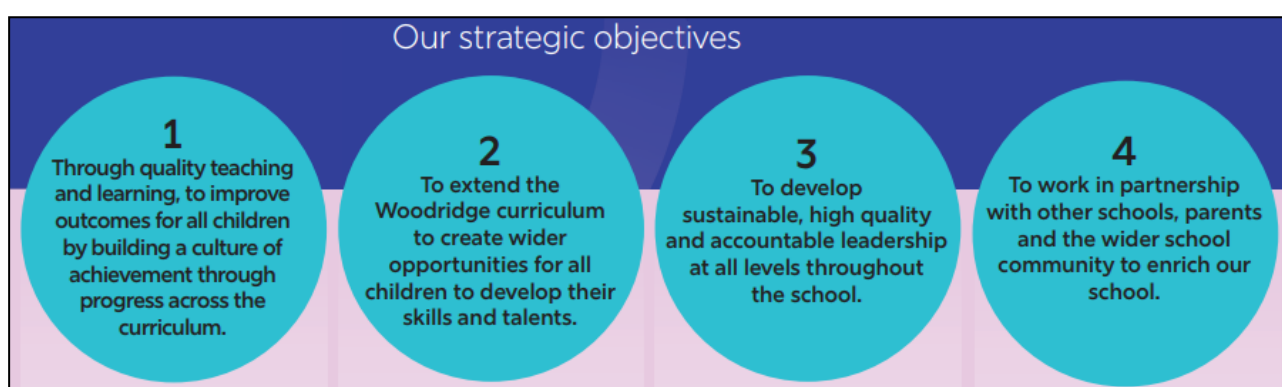 Our strategic objectives
1
Through quality teaching
and learning, to improve
outcomes for all children
by building a culture of
achievement through
progress across the
curriculum.
2
To extend the
Woodridge curriculum
to create wider
opportunities for all
children to develop their
skills and talents.
3
To develop
sustainable, high quality
and accountable leadership
at all levels throughout
the school.
4
To work in partnership
with other schools, parents
and the wider school
community to enrich our
school.